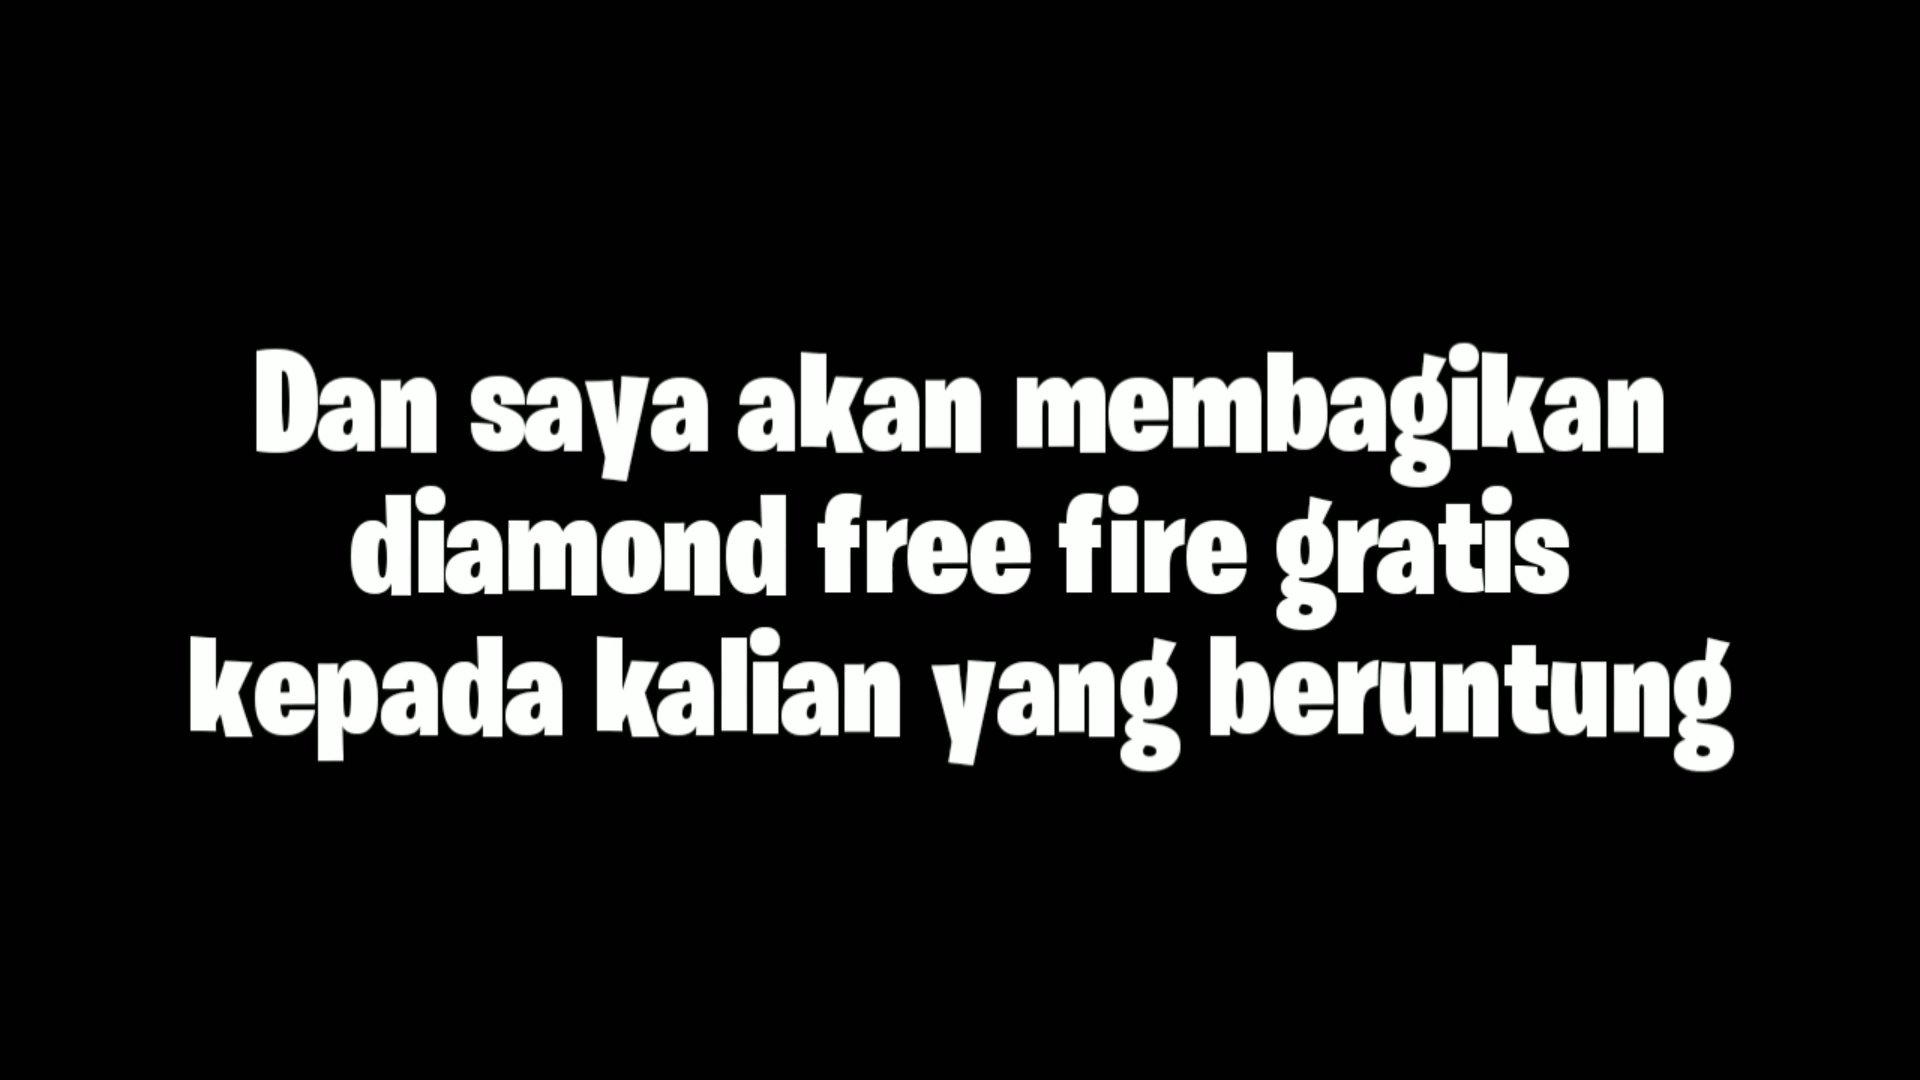 Dan saya akan membagikan
diamond free fire gratis
kepada kalian yang beruntung